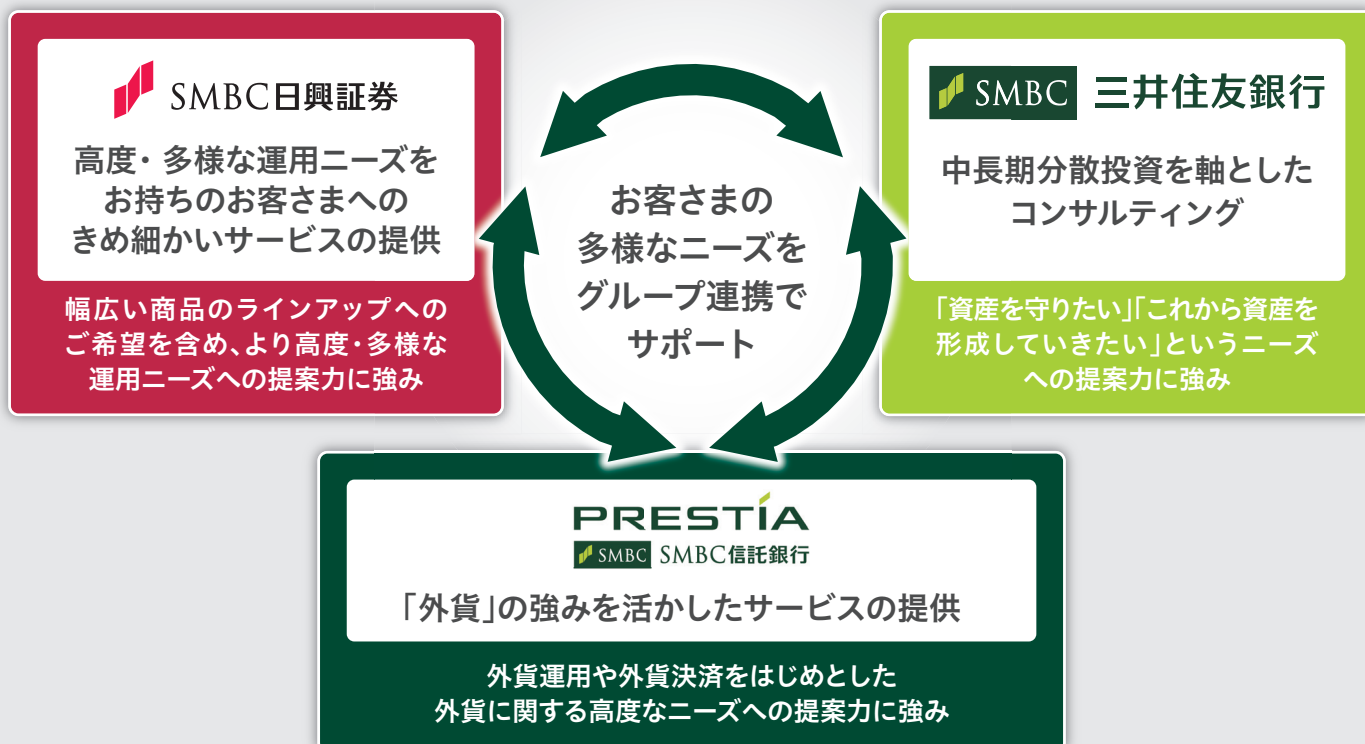 SMBC日興証券
高度・多様な運用ニーズを
お持ちのお客さまへの
きめ細かいサービスの提供
幅広い商品のラインアップへの
ご希望を含め、より高度・多様な
運用ニーズへの提案力に強み
お客さまの
多様なニーズを
グループ連携で
サポート
SMBC 三井住友銀行
中長期分散投資を軸とした
コンサルティング
「資産を守りたい」「これから資産を
形成していきたい」というニーズ
への提案力に強み
PRESTÍA
SMBC SMBC信託銀行
「外貨」の強みを活かしたサービスの提供
外貨運用や外貨決済をはじめとした
外貨に関する高度なニーズへの提案力に強み